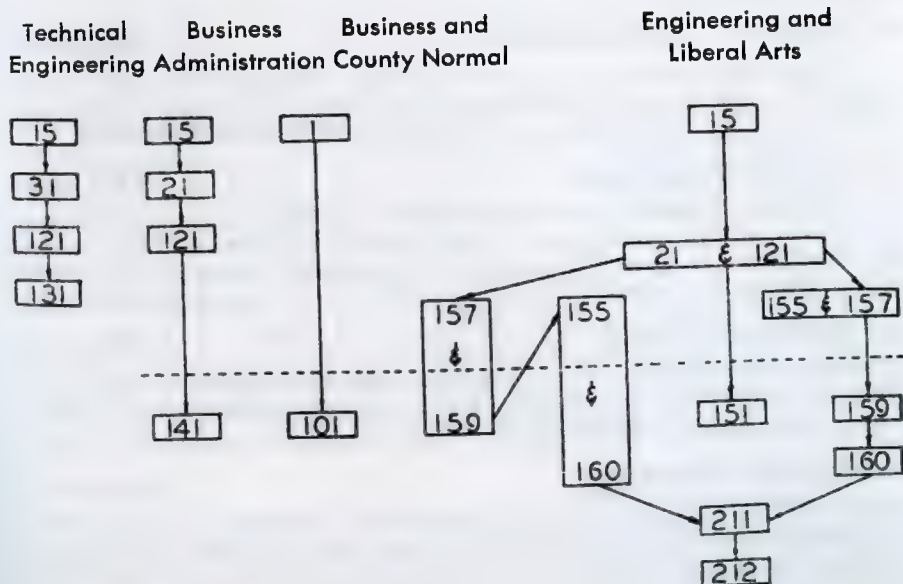 Technical Business Business and Engineering and
Engineering Administration County Normal Liberal Arts
15 15 1 15
31 21
121 121 21 & 121
131
157 155 155 & 157
&
&
159 151 159
141 101
160 160
211
212